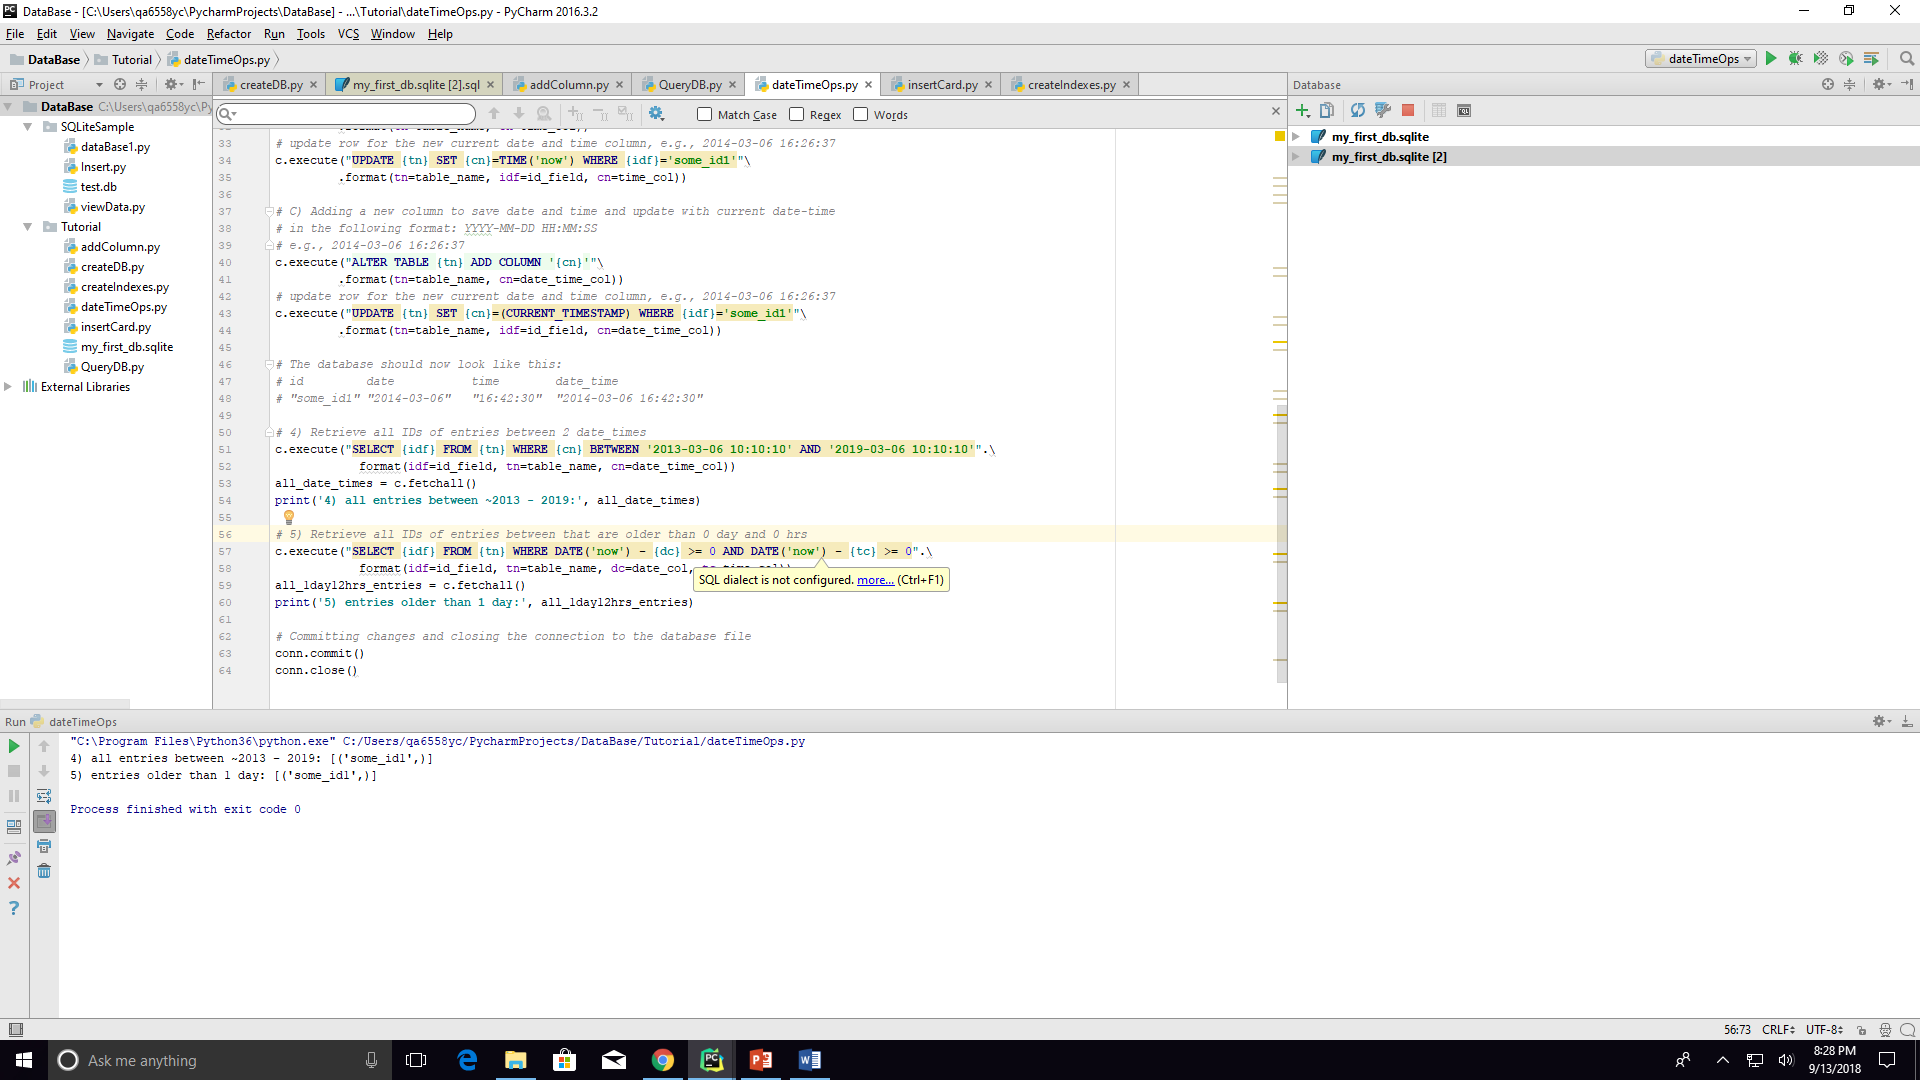 DataBase - [C:\Users\qa6558yc\PycharmProjects\DataBase] - ...\Tutorial\dateTimeOps.py - PyCharm 2016.3.2
File Edit View Navigate Code Refactor Run Tools VCS Window Help
DataBase Tutorial dateTimeOps.py
dateTimeOps
Project
createDB.py my_first_db.sqlite [2].sql addColumn.py QueryDB.py dateTimeOps.py insertCard.py createIndexes.py
Database
DataBase C:\Users\qa6558yc\Py
SQLiteSample
dataBase1.py
Insert.py
test.db
viewData.py
Tutorial
addColumn.py
createDB.py
createIndexes.py
dateTimeOps.py
insertCard.py
my_first_db.sqlite
QueryDB.py
External Libraries
Match Case Regex Words
33 # update row for the new current date and time column, e.g., 2014-03-06 16:26:37
34 c.execute("UPDATE {tn} SET {cn}=TIME('now') WHERE {idf}='some_id1'"\
35 .format(tn=table_name, idf=id_field, cn=time_col))
36
37 # C) Adding a new column to save date and time and update with current date-time
38 # in the following format: YYYY-MM-DD HH:MM:SS
39 # e.g., 2014-03-06 16:26:37
40 c.execute("ALTER TABLE {tn} ADD COLUMN '{cn}'"\
41 .format(tn=table_name, cn=date_time_col))
42 # update row for the new current date and time column, e.g., 2014-03-06 16:26:37
43 c.execute("UPDATE {tn} SET {cn}=(CURRENT_TIMESTAMP) WHERE {idf}='some_id1'"\
44 .format(tn=table_name, idf=id_field, cn=date_time_col))
45
46 # The database should now look like this:
47 # id date time date_time
48 # "some_id1" "2014-03-06" "16:42:30" "2014-03-06 16:42:30"
49
50 # 4) Retrieve all IDs of entries between 2 date_times
51 c.execute("SELECT {idf} FROM {tn} WHERE {cn} BETWEEN '2013-03-06 10:10:10' AND '2019-03-06 10:10:10'".\
52 format(idf=id_field, tn=table_name, cn=date_time_col))
53 all_date_times = c.fetchall()
54 print('4) all entries between ~2013 - 2019:', all_date_times)
55
56 # 5) Retrieve all IDs of entries between that are older than 0 day and 0 hrs
57 c.execute("SELECT {idf} FROM {tn} WHERE DATE('now') - {dc} >= 0 AND DATE('now') - {tc} >= 0".\
58 format(idf=id_field, tn=table_name, dc=date_col,
SQL dialect is not configured. more... (Ctrl+F1)
59 all_1day12hrs_entries = c.fetchall()
60 print('5) entries older than 1 day:', all_1day12hrs_entries)
61
62 # Committing changes and closing the connection to the database file
63 conn.commit()
64 conn.close()
my_first_db.sqlite
my_first_db.sqlite [2]
Run dateTimeOps
"C:\Program Files\Python36\python.exe" C:/Users/qa6558yc/PycharmProjects/DataBase/Tutorial/dateTimeOps.py
4) all entries between ~2013 - 2019: [('some_id1',)]
5) entries older than 1 day: [('some_id1',)]
Process finished with exit code 0
56:73 CRLF UTF-8
Ask me anything
8:28 PM
9/13/2018